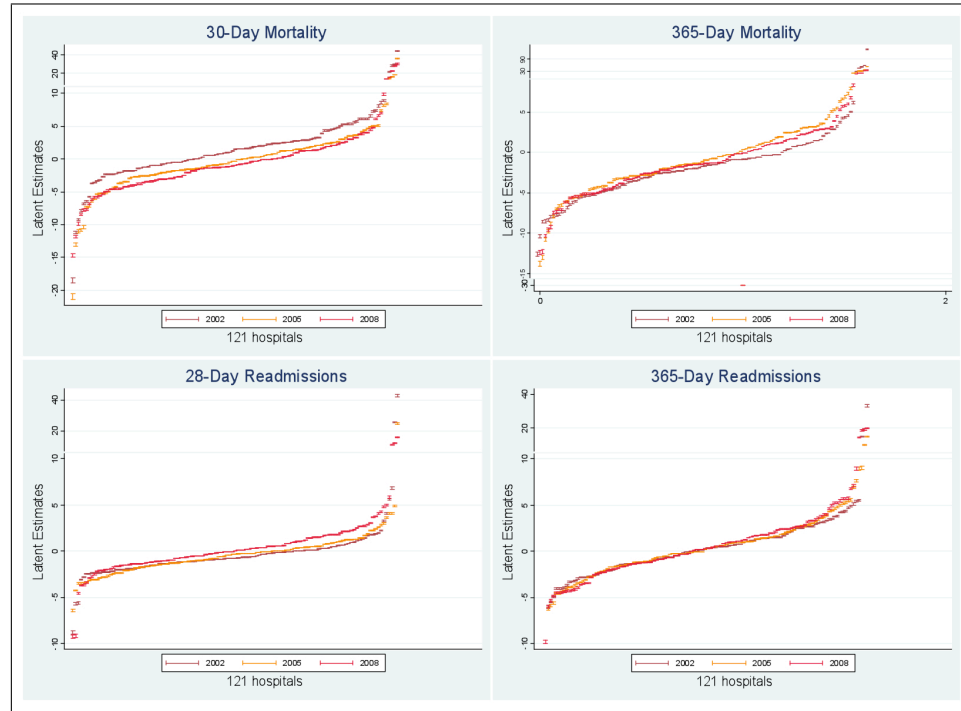 30-Day Mortality
Latent Estimates
40
20
10
5
0
-5
-10
-15
-20
2002 2005 2008
121 hospitals
365-Day Mortality
Latent Estimates
90
30
5
0
-5
-10
-15
-30
0 2
2002 2005 2008
121 hospitals
28-Day Readmissions
Latent Estimates
40
20
10
5
0
-5
-10
2002 2005 2008
121 hospitals
365-Day Readmissions
Latent Estimates
40
20
10
5
0
-5
-10
2002 2005 2008
121 hospitals